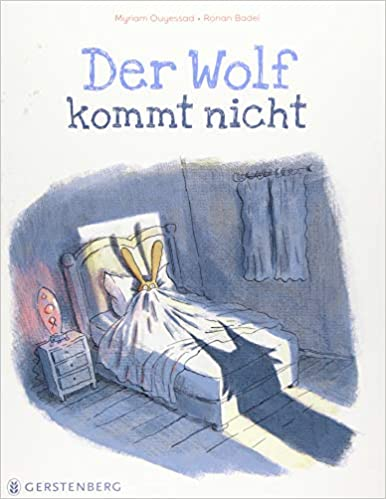 Myriam Ouyessad • Ronan Badel
Der Wolf
kommt nicht
GERSTENBERG